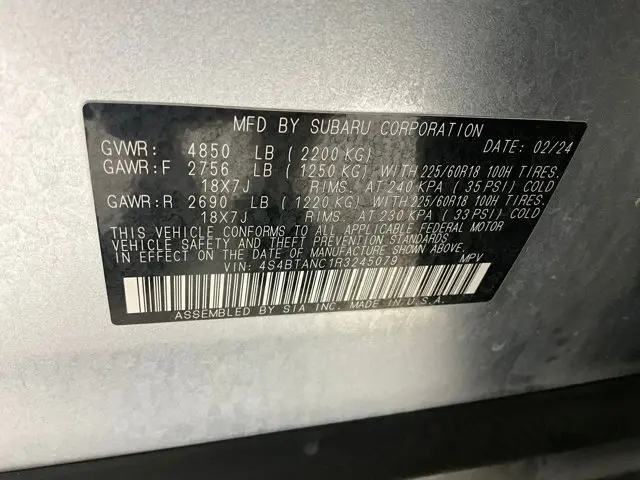 MFD BY SUBARU CORPORATION DATE: 02/24
GVWR: 4850 LB (2200 KG)
GAWR:F 2756 LB (1250 KG) WITH 225/60R18 100H TIRES.
18X7J RIMS. AT 240 KPA (35 PSI) COLD
GAWR:R 2690 LB (1220 KG) WITH 225/60R18 100H TIRES.
18X7J RIMS. AT 230 KPA (33 PSI) COLD
THIS VEHICLE CONFORMS TO ALL APPLICABLE FEDERAL MOTOR
VEHICLE SAFETY AND THEFT PREVENTION STANDARDS
IN EFFECT ON THE DATE OF MANUFACTURE SHOWN ABOVE.
VIN: 4S4BTANC1R3245079 MPV
ASSEMBLED BY SIA INC. MADE IN U.S.A.